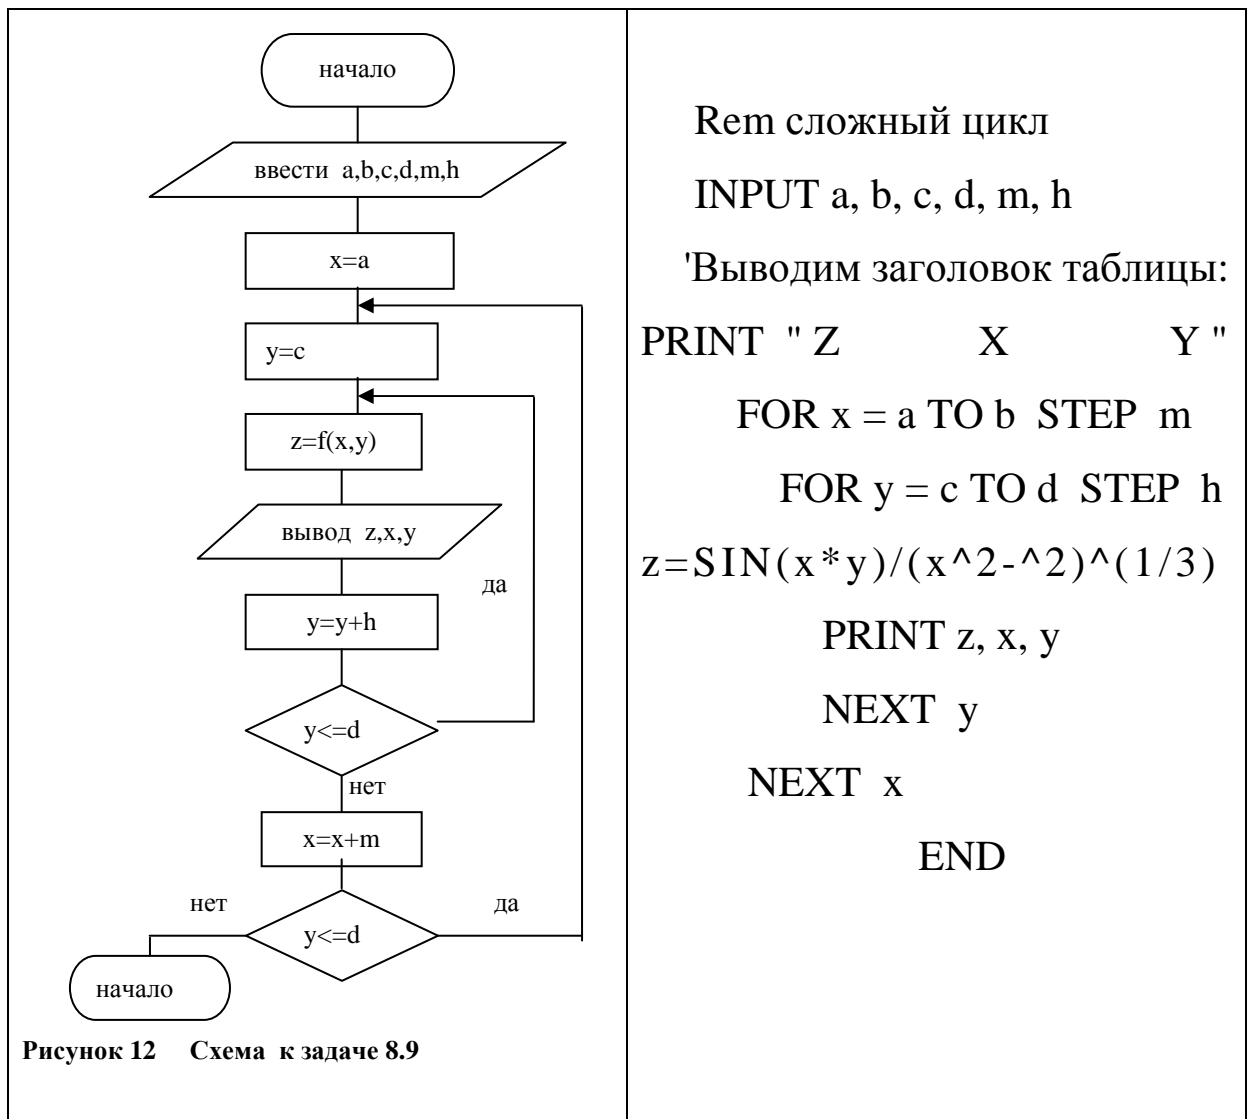 начало
ввести a,b,c,d,m,h
x=a
y=c
z=f(x,y)
вывод z,x,y
да
y=y+h
y<=d
нет
x=x+m
нет
да
y<=d
начало
Рисунок 12 Схема к задаче 8.9
Rem сложный цикл
INPUT a, b, c, d, m, h
'Выводим заголовок таблицы:
PRINT " Z X Y "
FOR x = a TO b STEP m
FOR y = c TO d STEP h
z=SIN(x*y)/(x^2-^2)^(1/3)
PRINT z, x, y
NEXT y
NEXT x
END